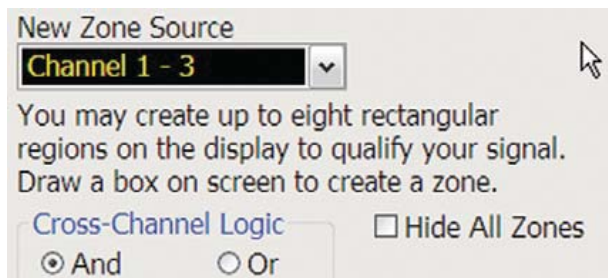 New Zone Source
Channel 1 - 3
You may create up to eight rectangular
regions on the display to qualify your signal.
Draw a box on screen to create a zone.
Cross-Channel Logic
Hide All Zones
And
Or